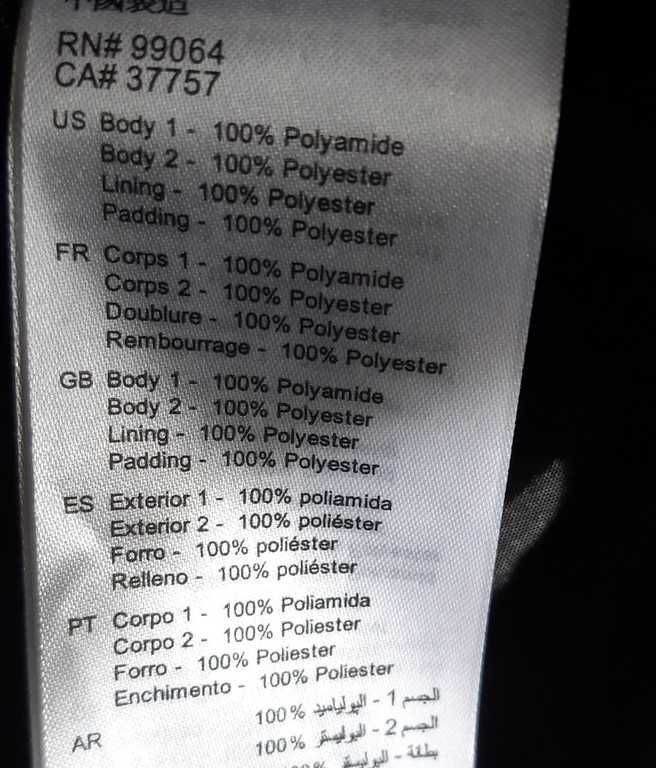 中國製造
RN# 99064
CA# 37757
US Body 1 - 100% Polyamide
Body 2 - 100% Polyester
Lining - 100% Polyester
Padding - 100% Polyester
FR Corps 1 - 100% Polyamide
Corps 2 - 100% Polyester
Doublure - 100% Polyester
Rembourrage - 100% Polyester
GB Body 1 - 100% Polyamide
Body 2 - 100% Polyester
Lining - 100% Polyester
Padding - 100% Polyester
ES Exterior 1 - 100% poliamida
Exterior 2 - 100% poliéster
Forro - 100% poliéster
Relleno - 100% poliéster
PT Corpo 1 - 100% Poliamida
Corpo 2 - 100% Poliester
Forro - 100% Poliester
Enchimento - 100% Poliester
AR
الجسم 1 - البولياميد 100%
الجسم 2 - البوليستر 100%
بطانة - البوليستر 100%